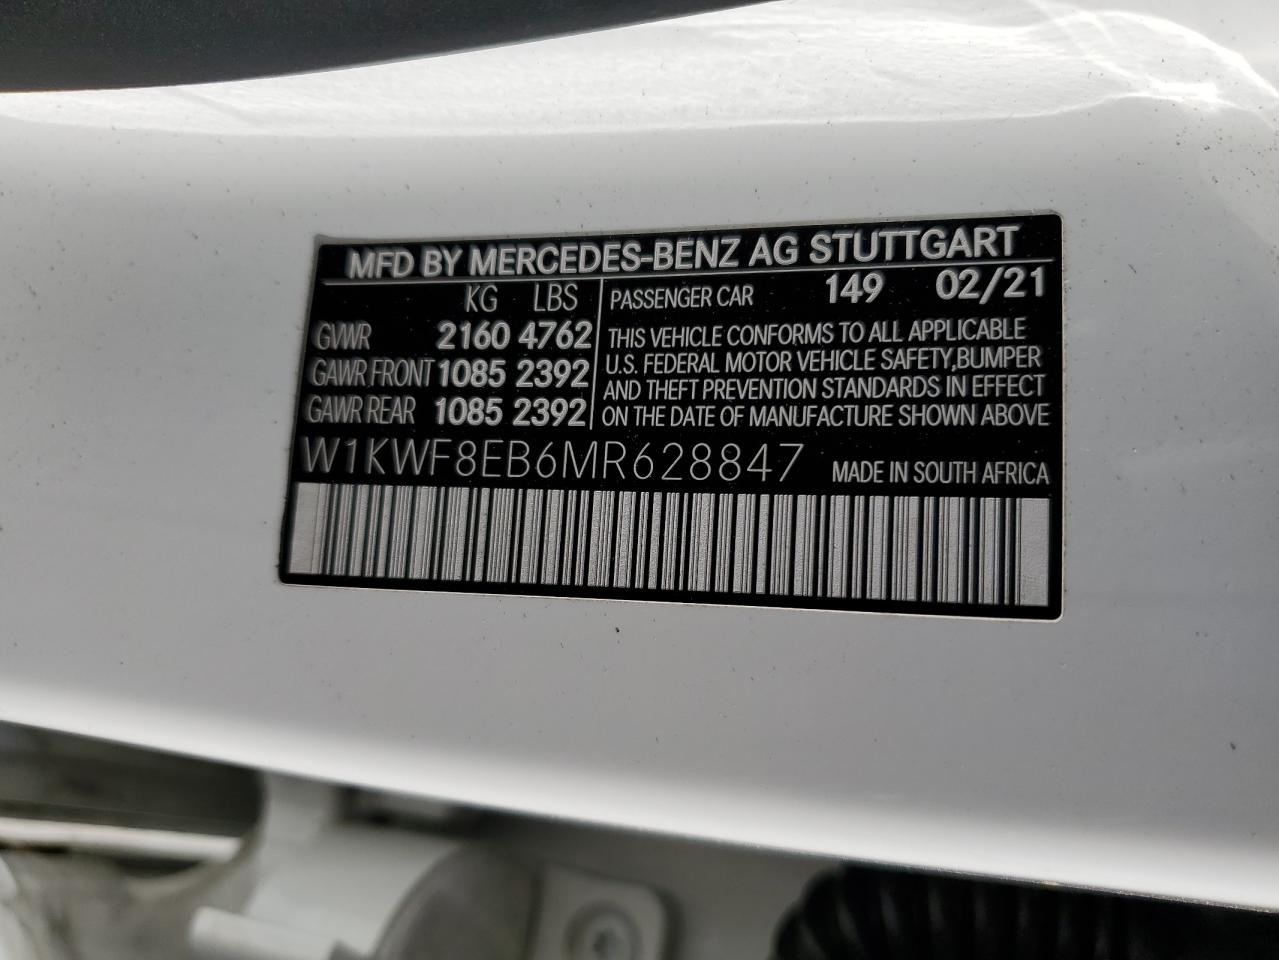 MFD BY MERCEDES-BENZ AG STUTTGART
KG LBS
GVWR 2160 4762
GAWR FRONT 1085 2392
GAWR REAR 1085 2392
PASSENGER CAR 149 02/21
THIS VEHICLE CONFORMS TO ALL APPLICABLE
U.S. FEDERAL MOTOR VEHICLE SAFETY,BUMPER
AND THEFT PREVENTION STANDARDS IN EFFECT
ON THE DATE OF MANUFACTURE SHOWN ABOVE
W1KWF8EB6MR628847 MADE IN SOUTH AFRICA